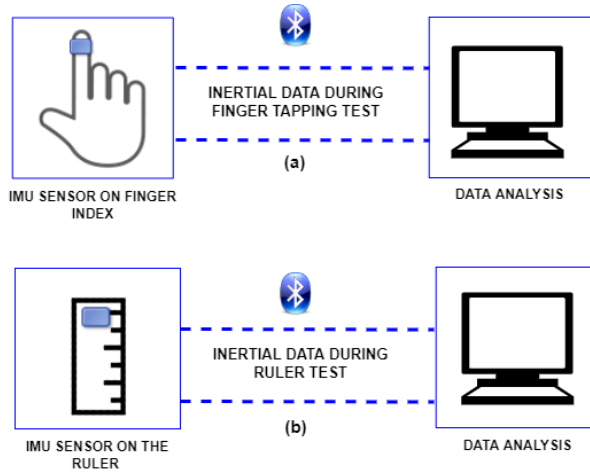 INERTIAL DATA DURING
FINGER TAPPING TEST
(a)
IMU SENSOR ON FINGER
INDEX
DATA ANALYSIS
INERTIAL DATA DURING
RULER TEST
(b)
IMU SENSOR ON THE
RULER
DATA ANALYSIS